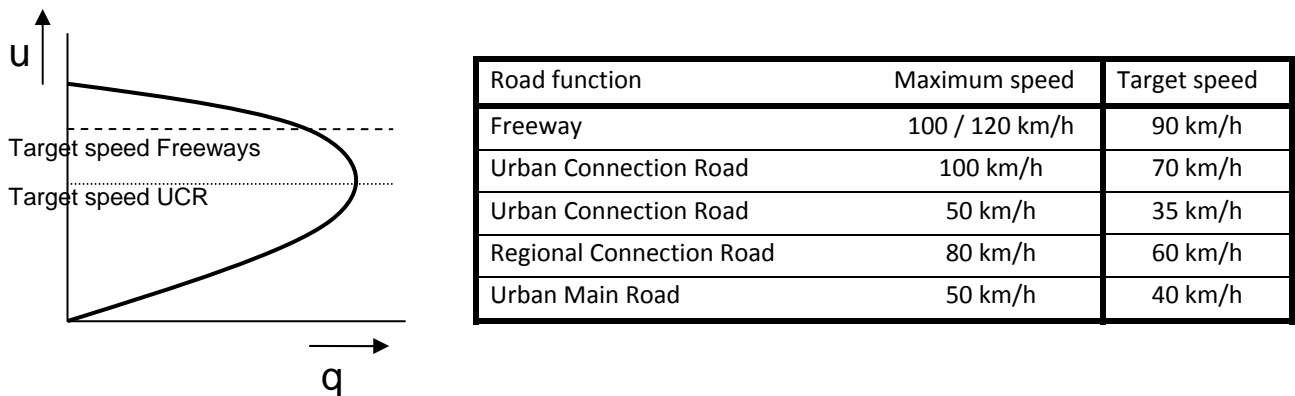 u
Target speed Freeways
Target speed UCR
q
Road function Maximum speed Target speed
Freeway 100 / 120 km/h 90 km/h
Urban Connection Road 100 km/h 70 km/h
Urban Connection Road 50 km/h 35 km/h
Regional Connection Road 80 km/h 60 km/h
Urban Main Road 50 km/h 40 km/h